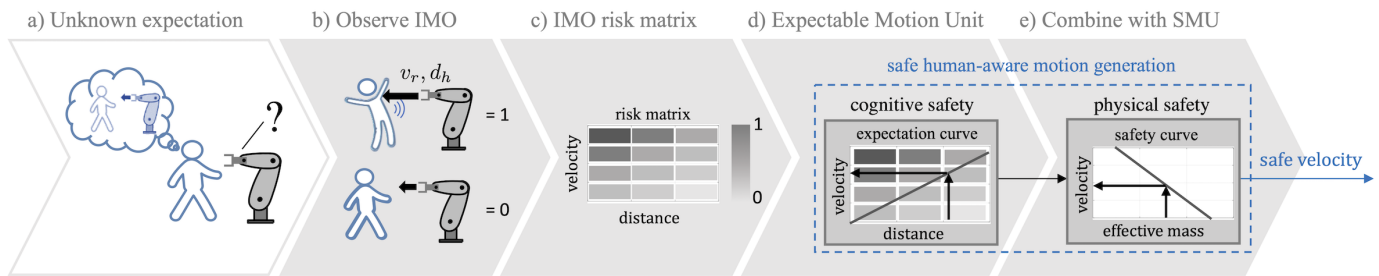 a) Unknown expectation
b) Observe IMO
c) IMO risk matrix
d) Expectable Motion Unit
e) Combine with SMU
?
v_r, d_h
= 1
= 0
risk matrix
velocity
distance
1
0
safe human-aware motion generation
cognitive safety
expectation curve
velocity
distance
physical safety
safety curve
velocity
effective mass
safe velocity